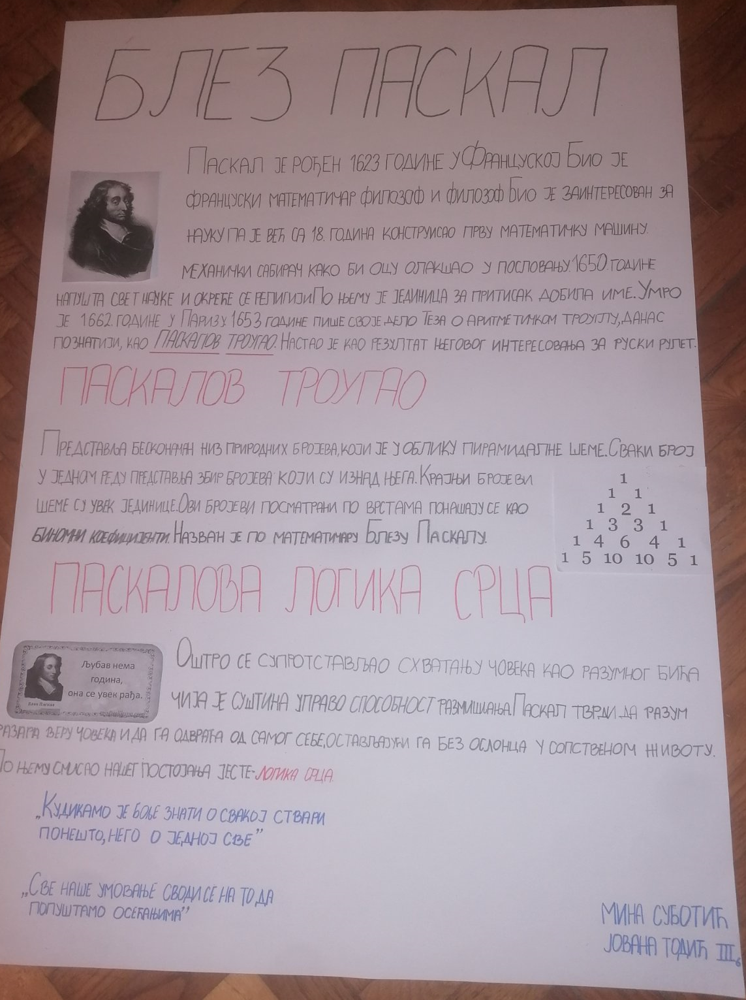 БЛЕЗ ПАСКАЛ
ПАСКАЛ ЈЕ РОЂЕН 1623 ГОДИНЕ У ФРАНЦУСКОЈ БИО ЈЕ
ФРАНЦУСКИ МАТЕМАТИЧАР ФИЛОЗОФ И ФИЛОЗОФ БИО ЈЕ ЗАИНТЕРЕСОВАН ЗА
НАУКУ ПА ЈЕ ВЕЋ СА 18. ГОДИНА КОНСТРУИСАО ПРВУ МАТЕМАТИЧКУ МАШИНУ.
МЕХАНИЧКИ САБИРАЧ КАКО БИ ОЦУ ОЛАКШАО У ПОСЛОВАЊУ. 1650. ГОДИНЕ
НАПУШТА СВЕТ НАУКЕ И ОКРЕЋЕ СЕ РЕЛИГИЈИ ПО ЊЕМУ ЈЕ ЈЕДИНИЦА ЗА ПРИТИСАК ДОБИЛА ИМЕ. УМРО
ЈЕ 1662. ГОДИНЕ У ПАРИЗУ. 1653 ГОДИНЕ ПИШЕ СВОЈЕ ДЕЛО ТЕЗА О АРИТМЕТИЧКОМ ТРОУГЛУ, ДАНАС
ПОЗНАТИЈИ, КАО ПАСКАЛОВ ТРОУГАО. НАСТАО ЈЕ КАО РЕЗУЛТАТ ЊЕГОВОГ ИНТЕРЕСОВАЊА ЗА РУСКИ РУЛЕТ.
ПАСКАЛОВ ТРОУГАО
ПРЕДСТАВЉА БЕСКОНАЧАН НИЗ ПРИРОДНИХ БРОЈЕВА, КОЈИ ЈЕ У ОБЛИКУ ПИРАМИДАЛНЕ ШЕМЕ. СВАКИ БРОЈ
У ЈЕДНОМ РЕДУ ПРЕДСТАВЉА ЗБИР БРОЈЕВА КОЈИ СУ ИЗНАД ЊЕГА. КРАЈЊИ БРОЈЕВИ
ШЕМЕ СУ УВЕК ЈЕДИНИЦЕ. ОВИ БРОЈЕВИ ПОСМАТРАНИ ПО ВРСТАМА ПОНАШАЈУ СЕ КАО
БИНОМНИ КОЕФИЦИЈЕНТИ. НАЗВАН ЈЕ ПО МАТЕМАТИЧАРУ БЛЕЗУ ПАСКАЛУ.
1
1 1
1 2 1
1 3 3 1
1 4 6 4 1
1 5 10 10 5 1
ПАСКАЛОВА ЛОГИКА СРЦА
Љубав нема
година,
она се увек рађа.
Блез Паскал
ОШТРО СЕ СУПРОТСТАВЉАО СХВАТАЊУ ЧОВЕКА КАО РАЗУМНОГ БИЋА
ЧИЈА ЈЕ СУШТИНА УПРАВО СПОСОБНОСТ РАЗМИШЉАЊА. ПАСКАЛ ТВРДИ ДА РАЗУМ
РАЗАРА ВЕРУ ЧОВЕКА И ДА ГА ОДВРАЋА ОД САМОГ СЕБЕ, ОСТАВЉАЈУЋИ ГА БЕЗ ОСЛОНЦА У СОПСТВЕНОМ ЖИВОТУ.
ПО ЊЕМУ СМИСАО НАШЕГ ПОСТОЈАЊА ЈЕСТЕ-ЛОГИКА СРЦА.
„КУДИКАМО ЈЕ БОЉЕ ЗНАТИ О СВАКОЈ СТВАРИ
ПОНЕШТО, НЕГО О ЈЕДНОЈ СВЕ”
„СВЕ НАШЕ УМОВАЊЕ СВОДИ СЕ НА ТО ДА
ПОПУШТАМО ОСЕЋАЊИМА”
МИНА СУБОТИЋ
ЈОВАНА ТОДИЋ III6